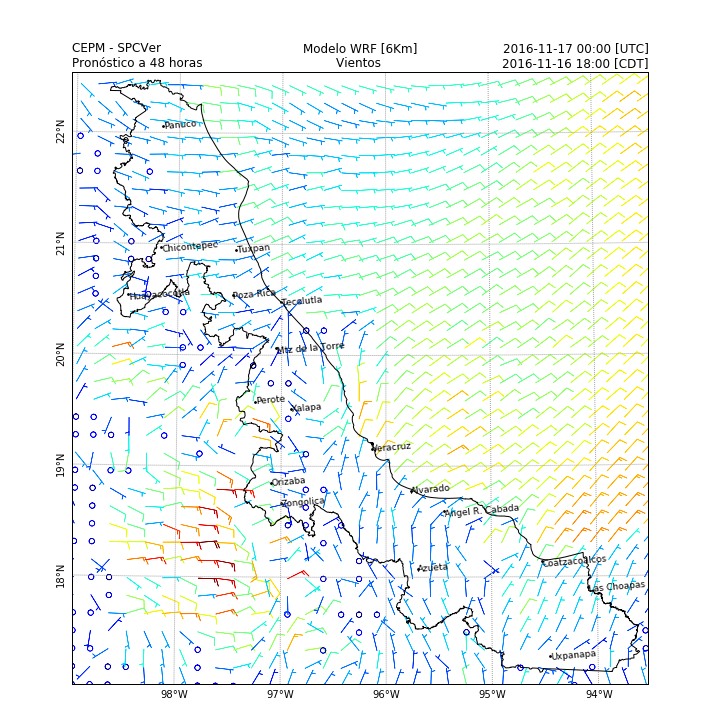 CEPM - SPCVer Modelo WRF [6Km] 2016-11-17 00:00 [UTC]
Pronóstico a 48 horas Vientos 2016-11-16 18:00 [CDT]
22°N
Panuco
21°N
Chicontepec Tuxpan
Huayacocotla Poza Rica Tecolutla
20°N
Mtz de la Torre
Perote Xalapa
19°N
Veracruz
Orizaba Alvarado
Zongolica Angel R. Cabada
18°N
Azueta Coatzacoalcos
Las Choapas
Uxpanapa
98°W 97°W 96°W 95°W 94°W